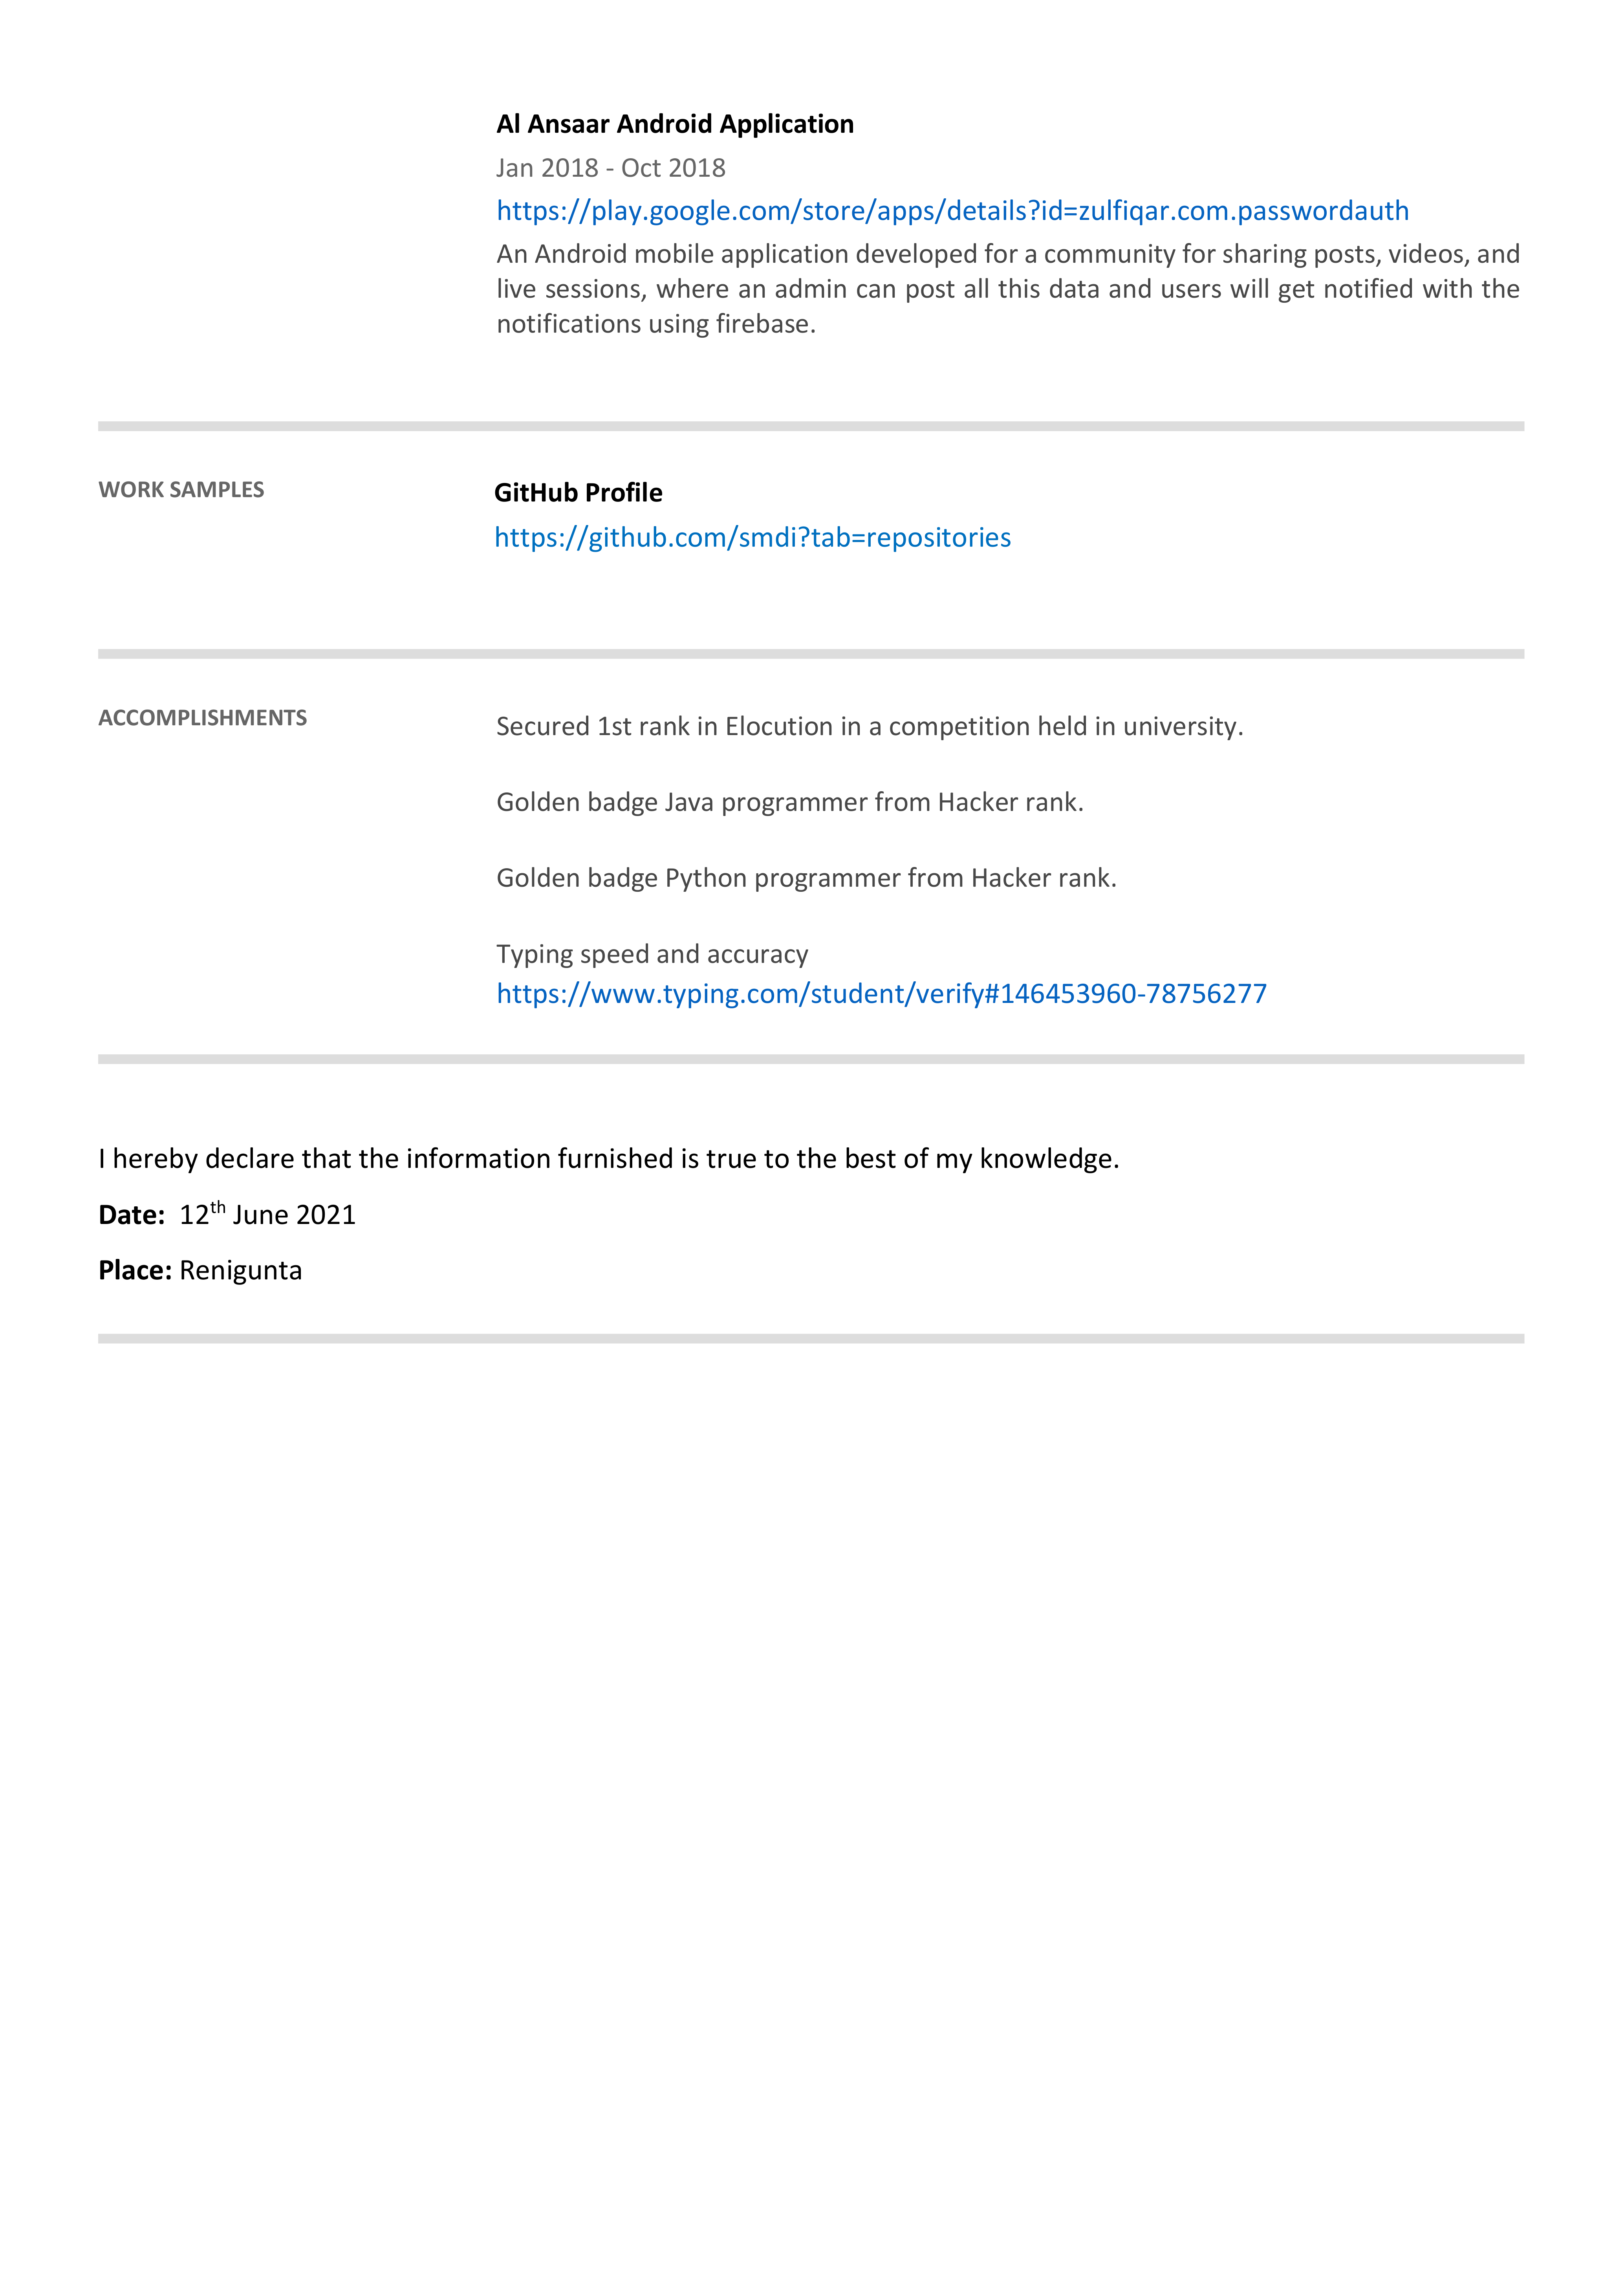 Al Ansaar Android Application
Jan 2018 - Oct 2018
https://play.google.com/store/apps/details?id=zulfiqar.com.passwordauth
An Android mobile application developed for a community for sharing posts, videos, and
live sessions, where an admin can post all this data and users will get notified with the
notifications using firebase.
WORK SAMPLES
GitHub Profile
https://github.com/smdi?tab=repositories
ACCOMPLISHMENTS
Secured 1st rank in Elocution in a competition held in university.
Golden badge Java programmer from Hacker rank.
Golden badge Python programmer from Hacker rank.
Typing speed and accuracy
https://www.typing.com/student/verify#146453960-78756277
I hereby declare that the information furnished is true to the best of my knowledge.
Date: 12th June 2021
Place: Renigunta